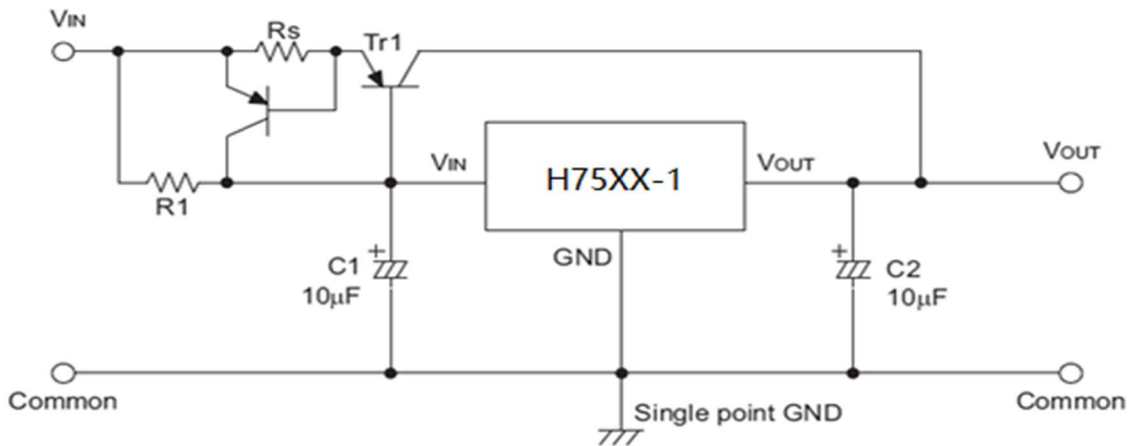 VIN
Rs
Tr1
R1
VIN
H75XX-1
VOUT
VOUT
GND
C1
10μF
C2
10μF
Common
Single point GND
Common